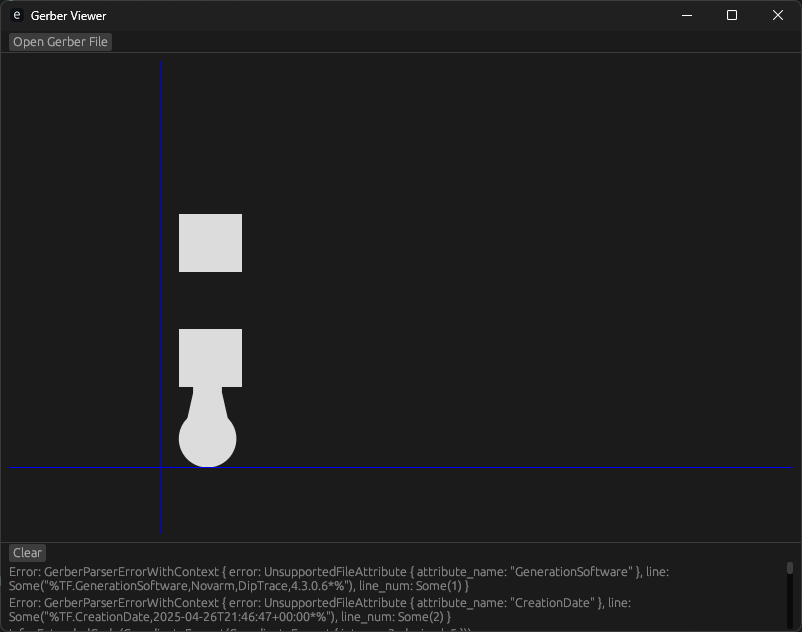 e Gerber Viewer
Open Gerber File
Clear
Error: GerberParserErrorWithContext { error: UnsupportedFileAttribute { attribute_name: "GenerationSoftware" }, line:
Some("%TF.GenerationSoftware,Novarm,DipTrace,4.3.0.6*%"), line_num: Some(1) }
Error: GerberParserErrorWithContext { error: UnsupportedFileAttribute { attribute_name: "CreationDate" }, line:
Some("%TF.CreationDate,2025-04-26T21:46:47+00:00*%"), line_num: Some(2) }